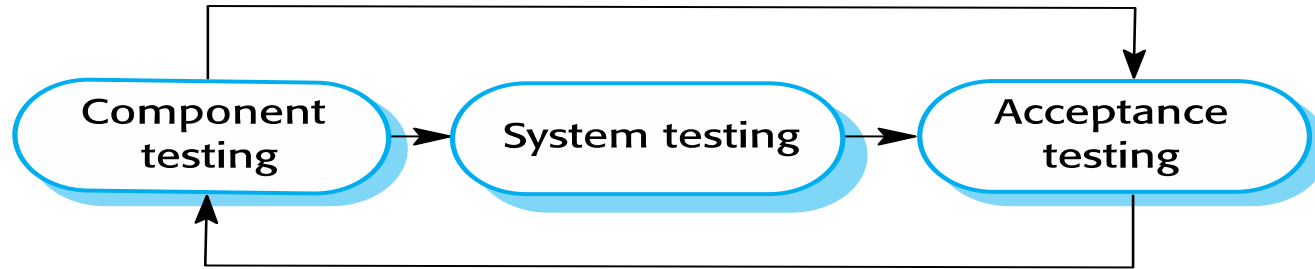 Component
testing
System testing
Acceptance
testing